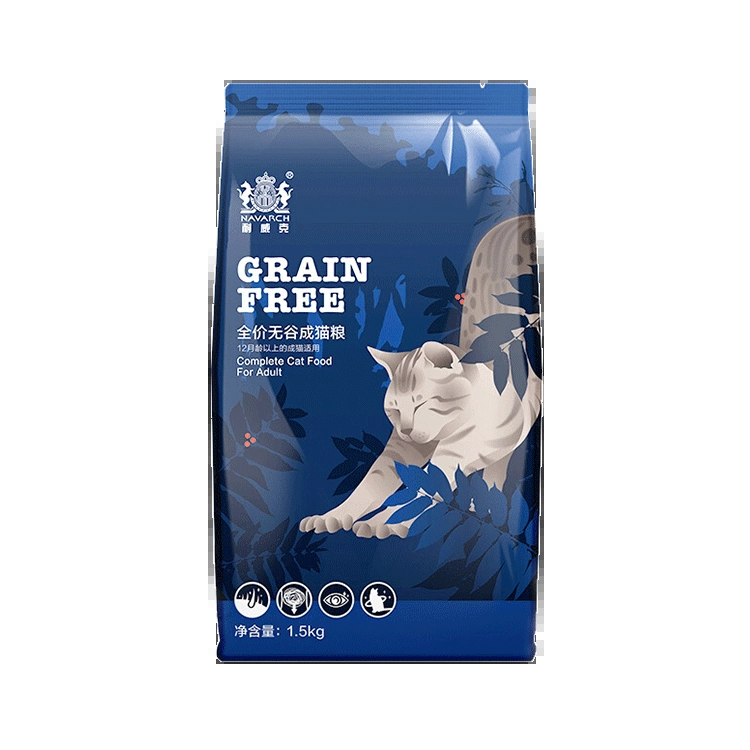 ®
NAVARCH
耐威克
GRAIN
FREE
全价无谷成猫粮
12月龄以上的成猫适用
Complete Cat Food
For Adult
净含量：1.5kg